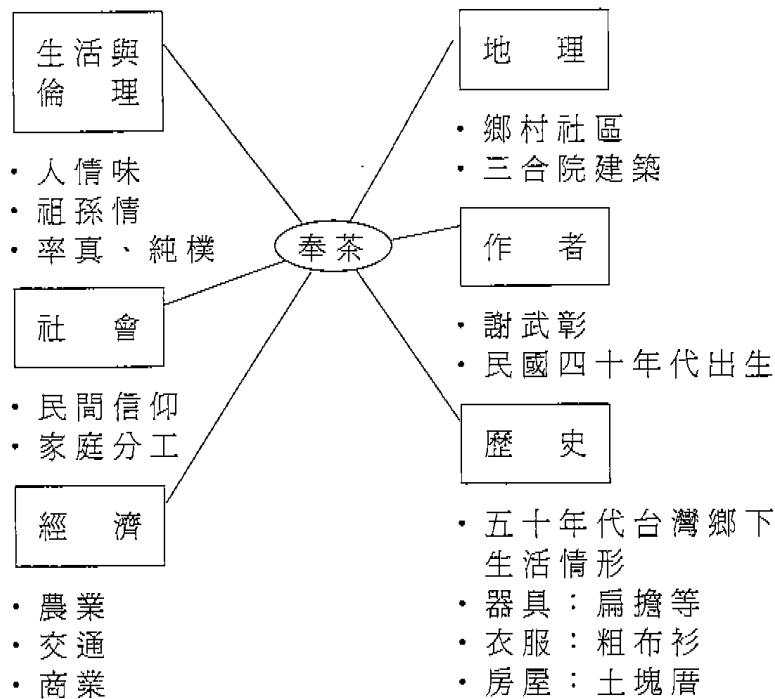 生活與
倫理
・人情味
・祖孫情
・率真、純樸
社會
・民間信仰
・家庭分工
經濟
・農業
・交通
・商業
奉茶
地理
・鄉村社區
・三合院建築
作者
・謝武彰
・民國四十年代出生
歷史
・五十年代台灣鄉下
生活情形
・器具：扁擔等
・衣服：粗布衫
・房屋：土塊厝